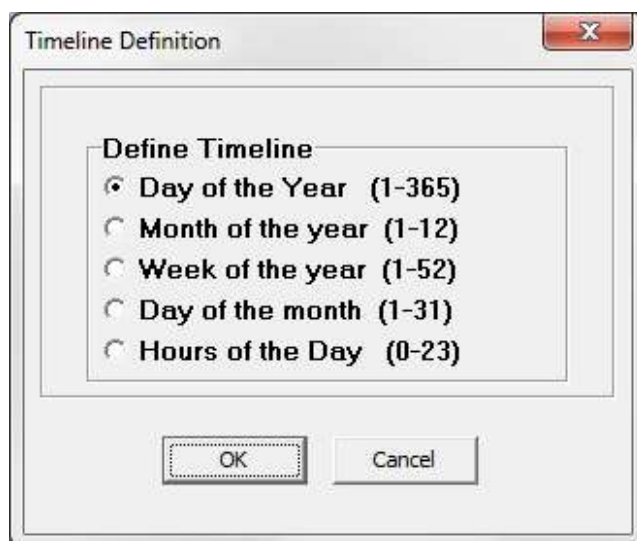 Timeline Definition
Define Timeline
Day of the Year (1-365)
Month of the year (1-12)
Week of the year (1-52)
Day of the month (1-31)
Hours of the Day (0-23)
OK Cancel